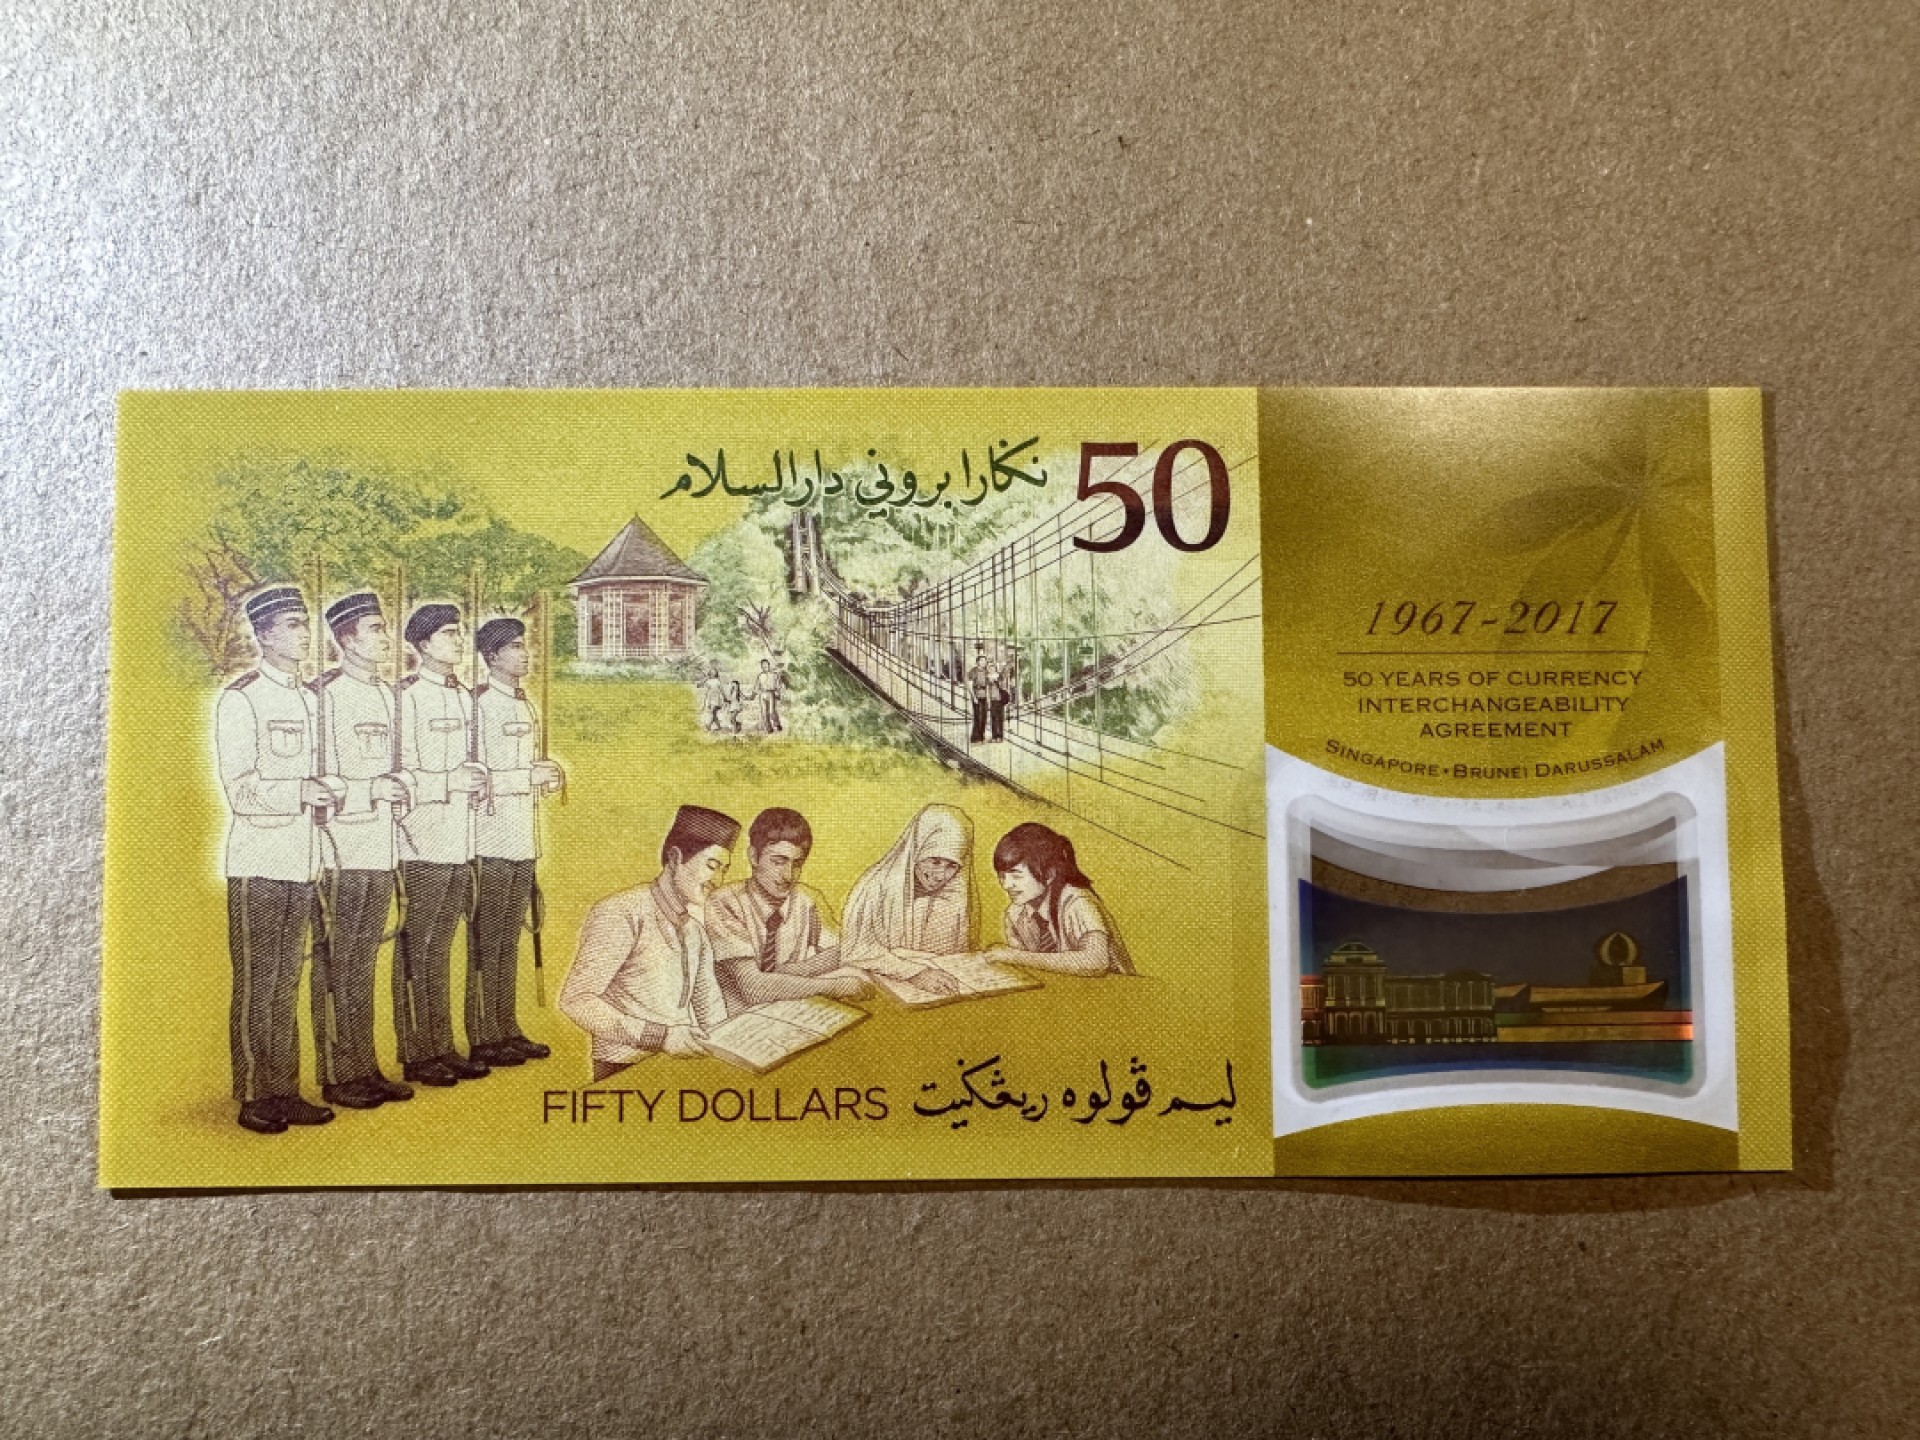 نݢارا بروني دارالسلام
50
1967-2017
50 YEARS OF CURRENCY
INTERCHANGEABILITY
AGREEMENT
SINGAPORE • BRUNEI DARUSSALAM
FIFTY DOLLARS ليم ڤولوه ريڠݢيت